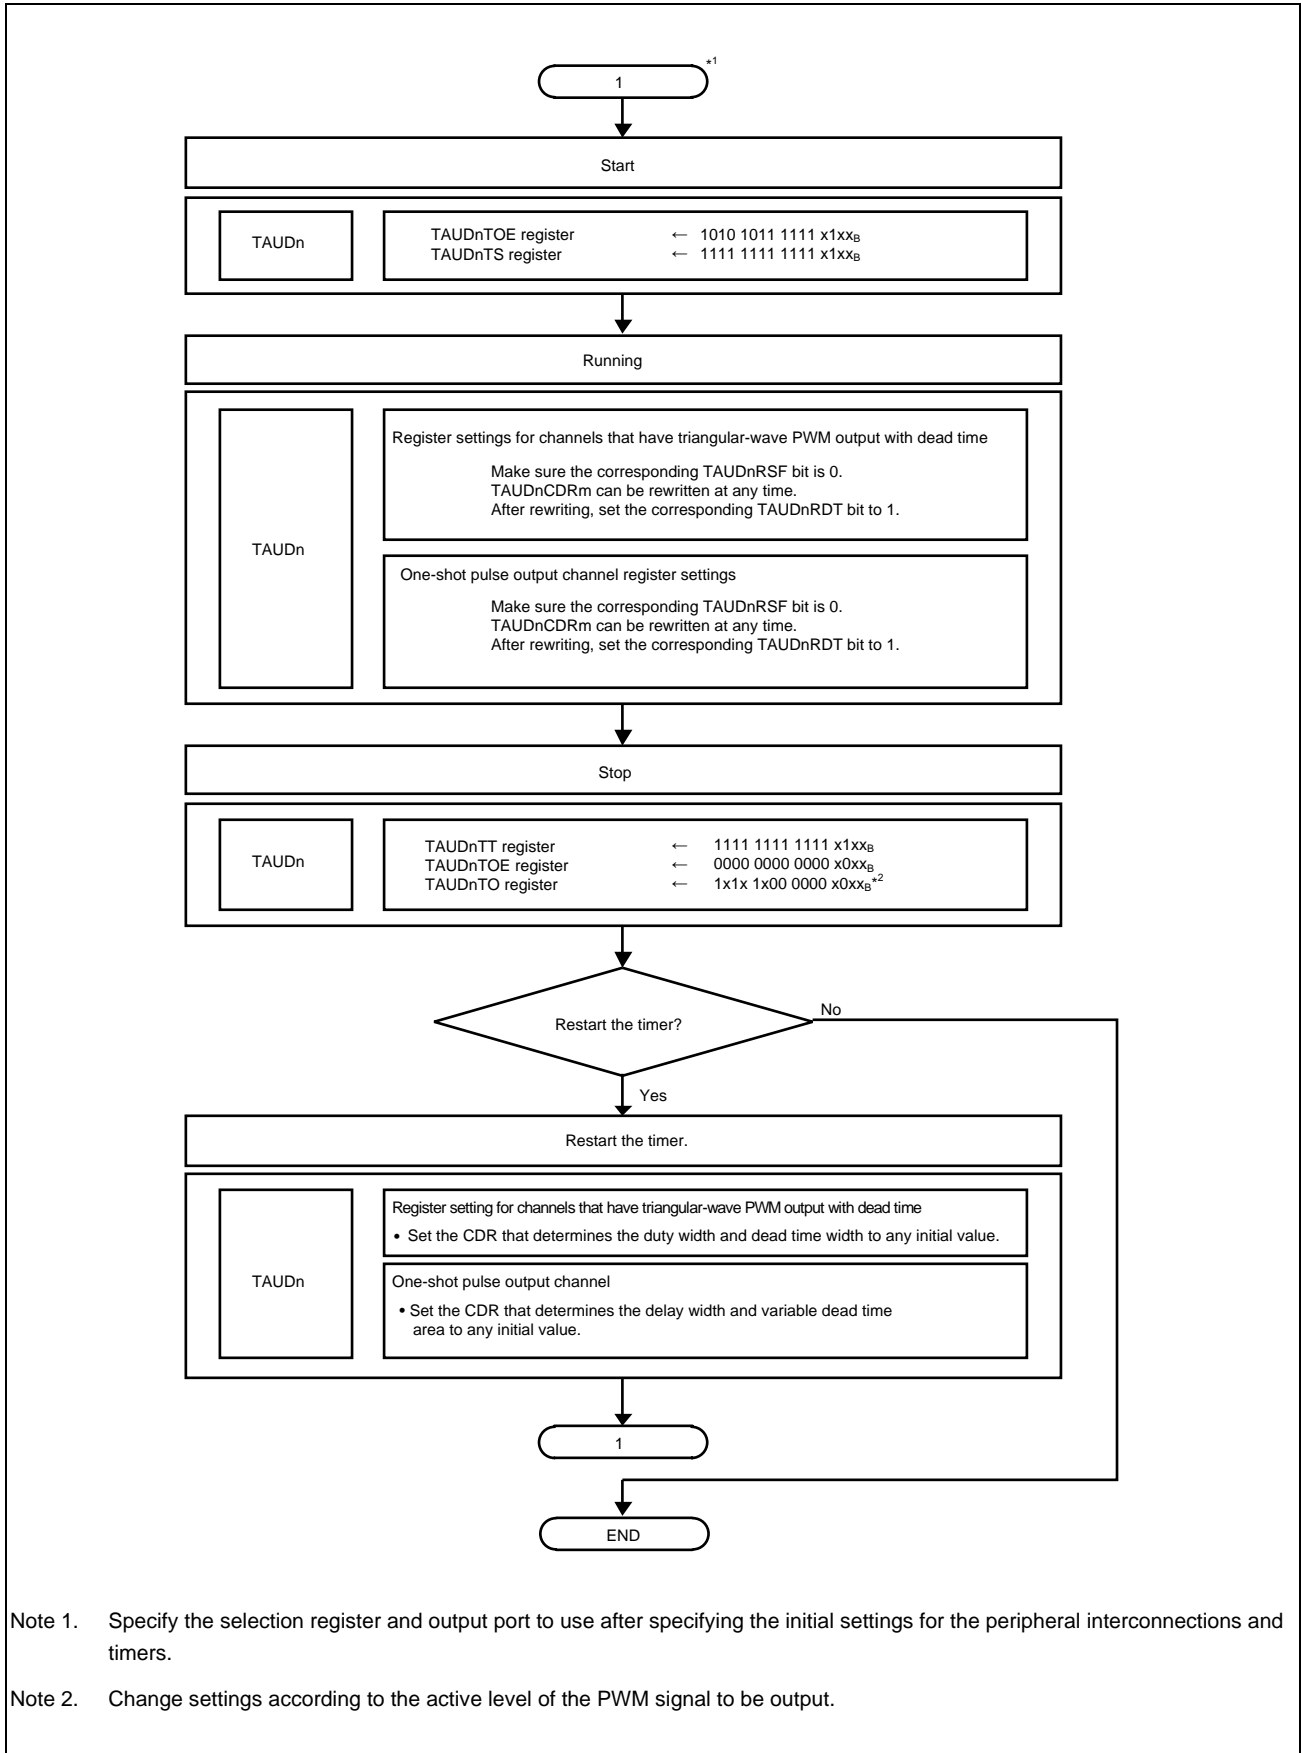 1 *1
Start
TAUDn
TAUDnTOE register ← 1010 1011 1111 x1xxB
TAUDnTS register ← 1111 1111 1111 x1xxB
Running
TAUDn
Register settings for channels that have triangular-wave PWM output with dead time
Make sure the corresponding TAUDnRSF bit is 0.
TAUDnCDRm can be rewritten at any time.
After rewriting, set the corresponding TAUDnRDT bit to 1.
One-shot pulse output channel register settings
Make sure the corresponding TAUDnRSF bit is 0.
TAUDnCDRm can be rewritten at any time.
After rewriting, set the corresponding TAUDnRDT bit to 1.
Stop
TAUDn
TAUDnTT register ← 1111 1111 1111 x1xxB
TAUDnTOE register ← 0000 0000 0000 x0xxB
TAUDnTO register ← 1x1x 1x00 0000 x0xxB*2
Restart the timer?
No
Yes
Restart the timer.
TAUDn
Register setting for channels that have triangular-wave PWM output with dead time
• Set the CDR that determines the duty width and dead time width to any initial value.
One-shot pulse output channel
• Set the CDR that determines the delay width and variable dead time
area to any initial value.
1
END
Note 1. Specify the selection register and output port to use after specifying the initial settings for the peripheral interconnections and
timers.
Note 2. Change settings according to the active level of the PWM signal to be output.